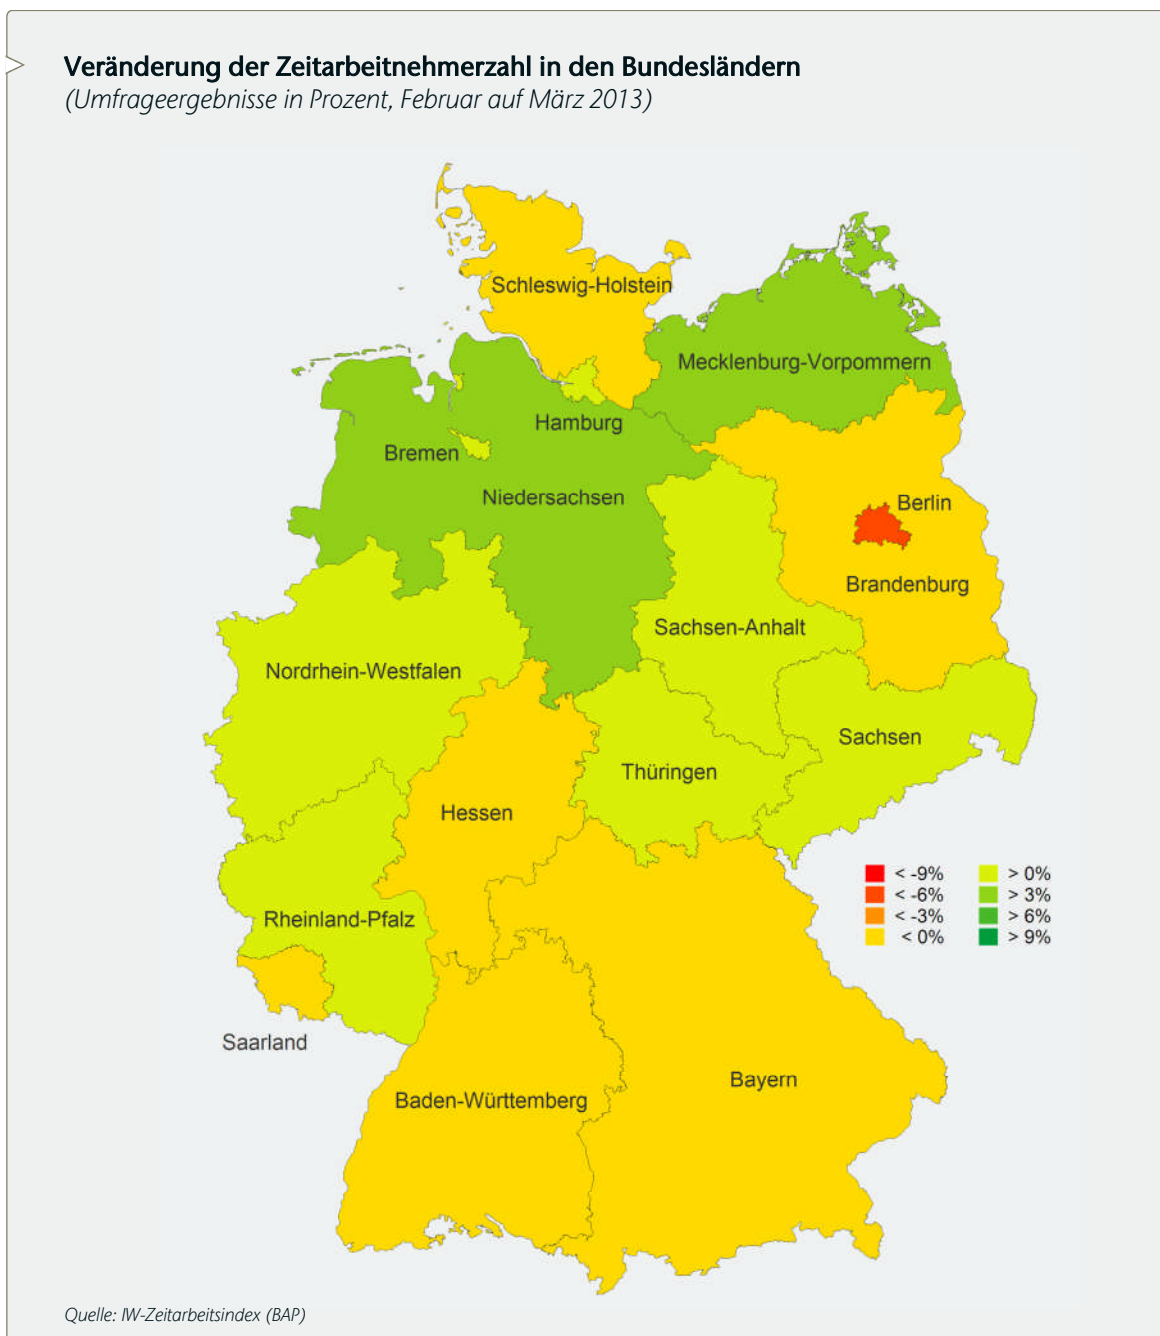 Veränderung der Zeitarbeitnehmerzahl in den Bundesländern
(Umfrageergebnisse in Prozent, Februar auf März 2013)
Schleswig-Holstein
Mecklenburg-Vorpommern
Hamburg
Bremen
Niedersachsen
Berlin
Brandenburg
Sachsen-Anhalt
Nordrhein-Westfalen
Sachsen
Thüringen
Hessen
Rheinland-Pfalz
Saarland
Bayern
Baden-Württemberg
< -9% > 0%
< -6% > 3%
< -3% > 6%
< 0% > 9%
Quelle: IW-Zeitarbeitsindex (BAP)